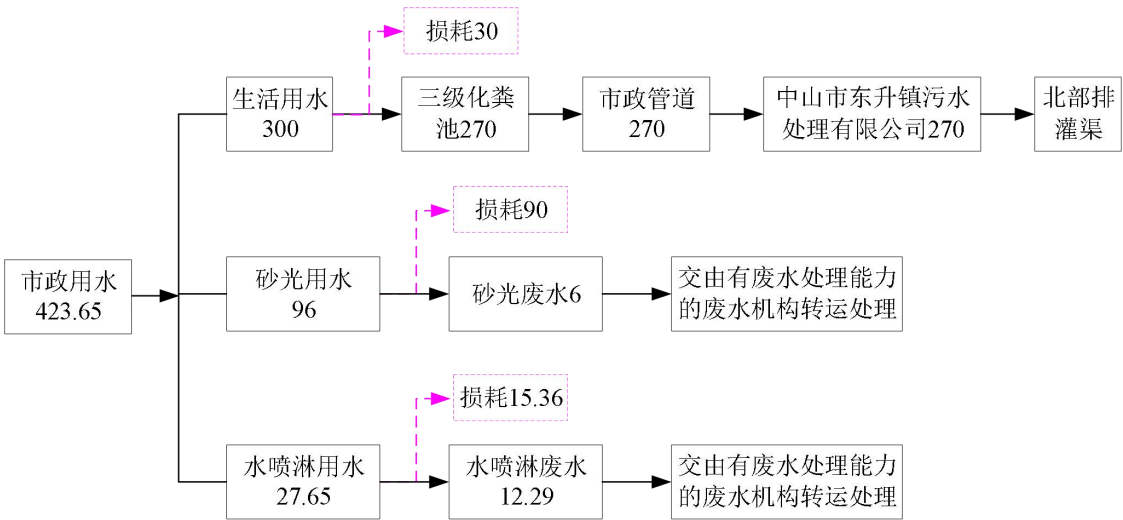 损耗30
生活用水
300
三级化粪
池270
市政管道
270
中山市东升镇污水
处理有限公司270
北部排
灌渠
损耗90
市政用水
423.65
砂光用水
96
砂光废水6
交由有废水处理能力
的废水机构转运处理
损耗15.36
水喷淋用水
27.65
水喷淋废水
12.29
交由有废水处理能力
的废水机构转运处理